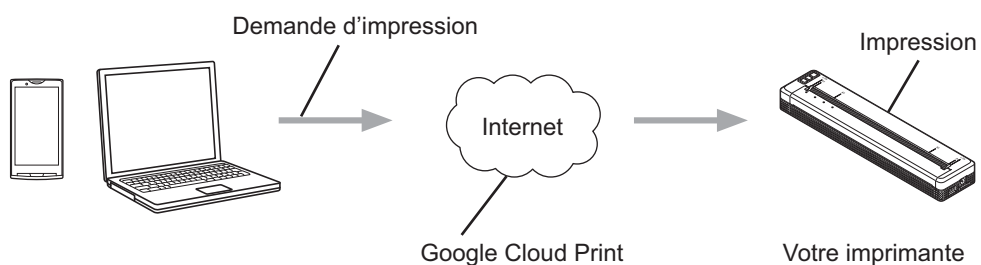 Demande d’impression
Impression
Internet
Google Cloud Print
Votre imprimante